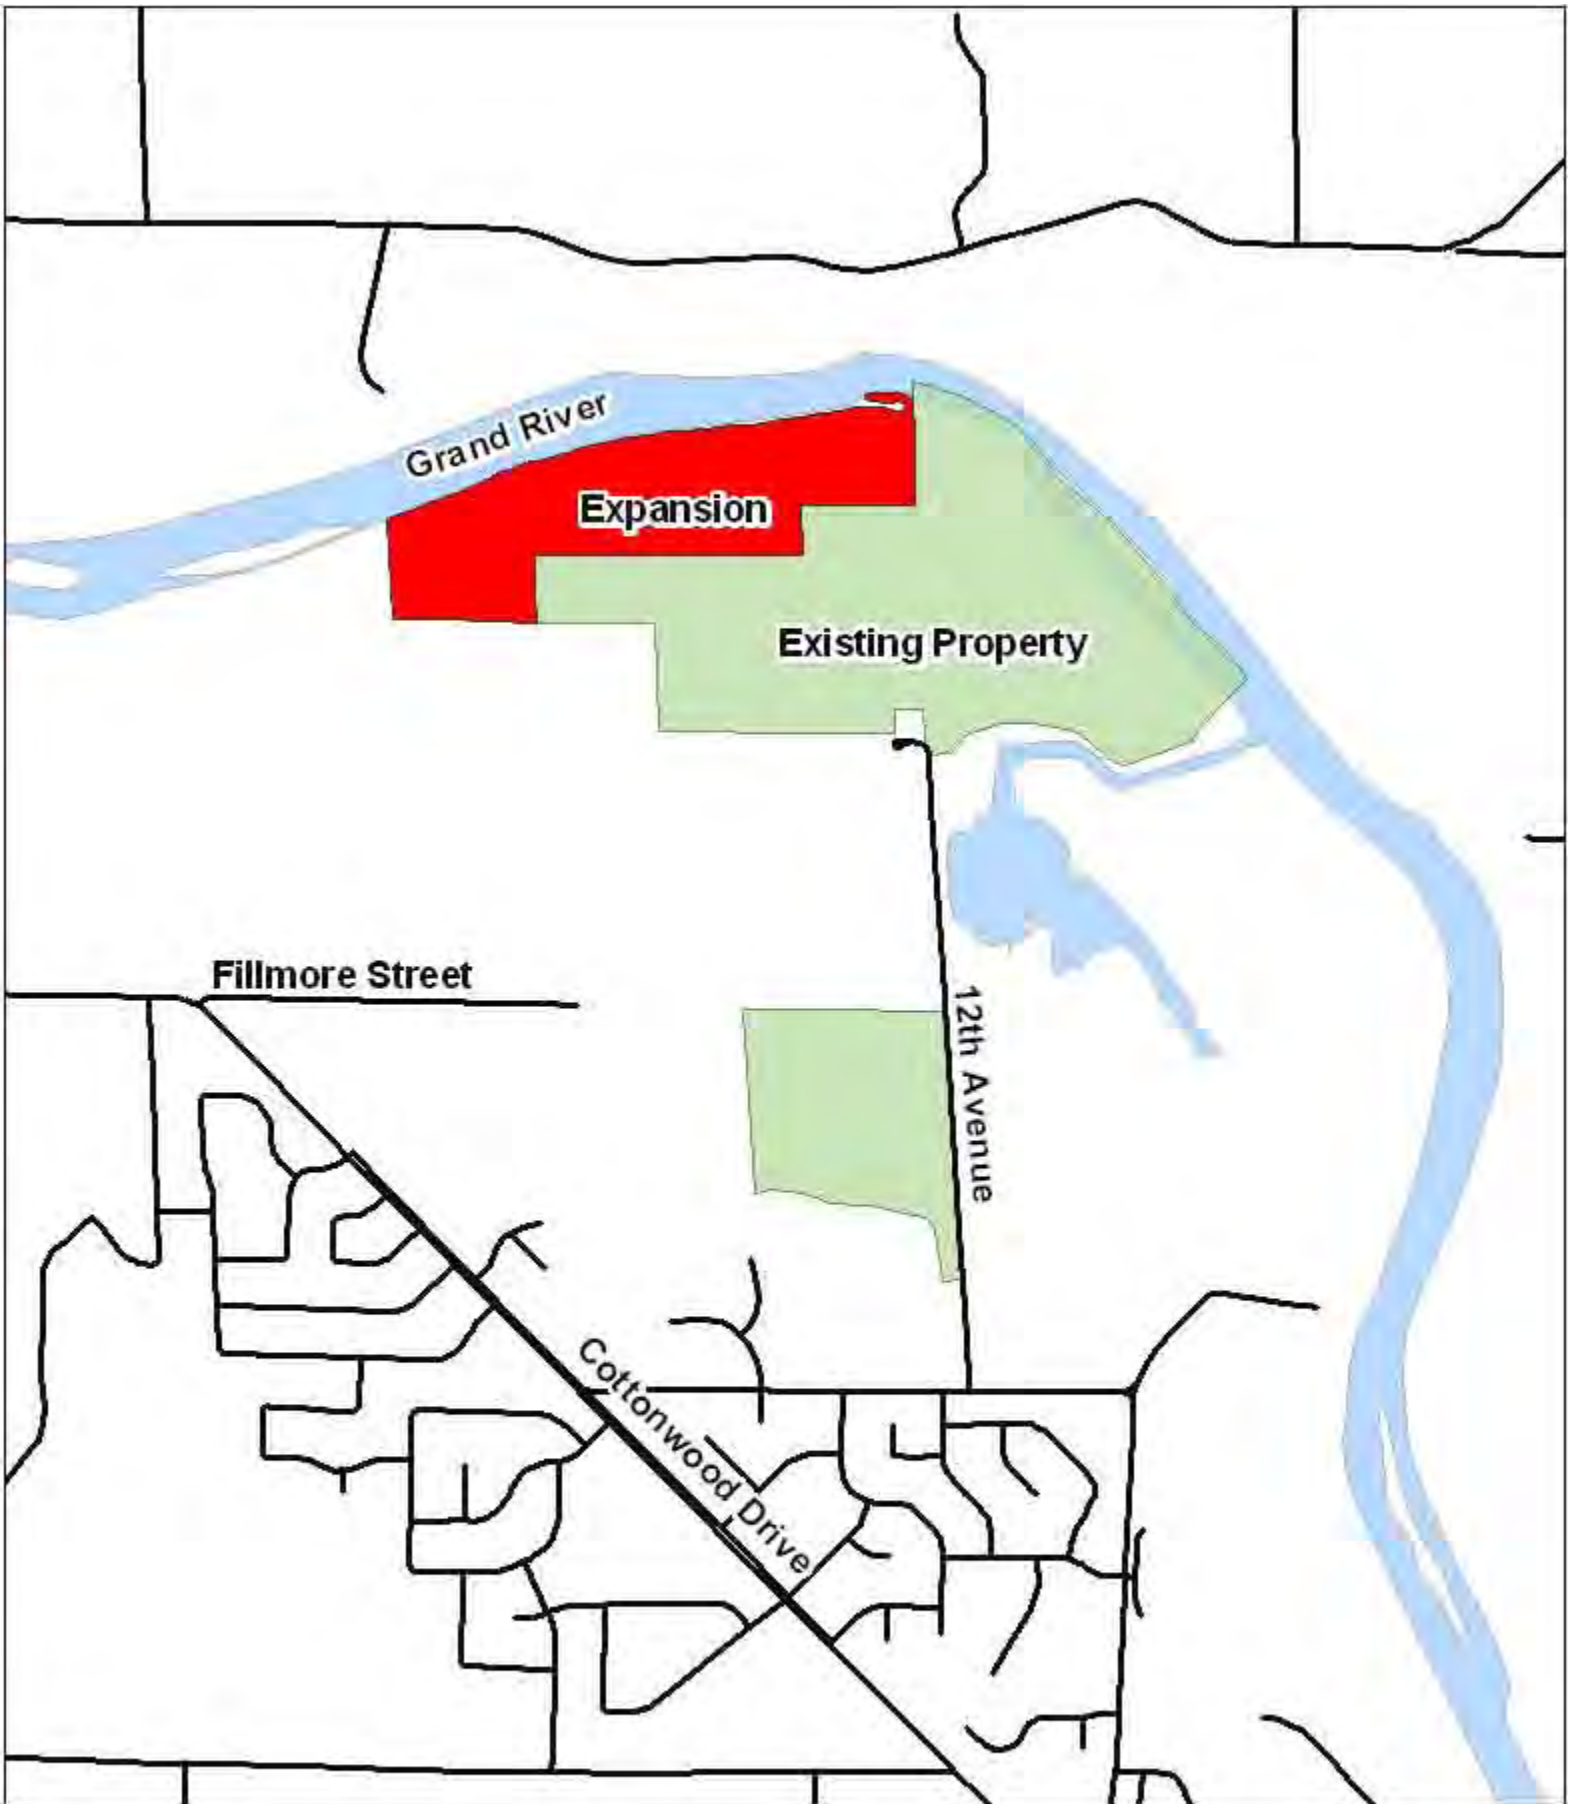 Grand River
Expansion
Existing Property
Fillmore Street
12th Avenue
Cottonwood Drive